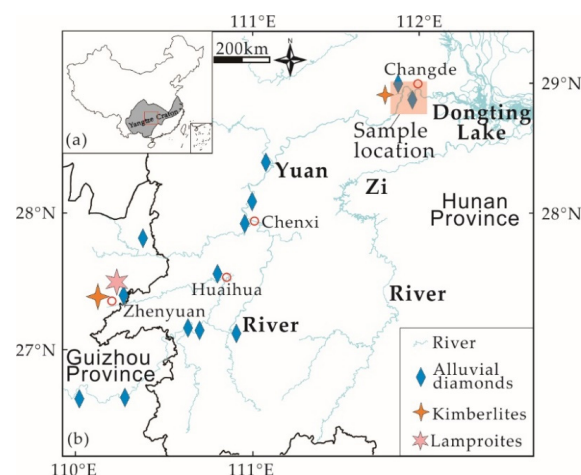 111°E
112°E
200km
Changde
29°N
Yangtze Craton
(a)
Dongting
Lake
Sample
location
Yuan
Zi
Hunan
Province
28°N
28°N
Chenxi
Huaihua
Zhenyuan
River
River
27°N
Guizhou
Province
(b)
River
Alluvial
diamonds
Kimberlites
Lamproites
110°E
111°E